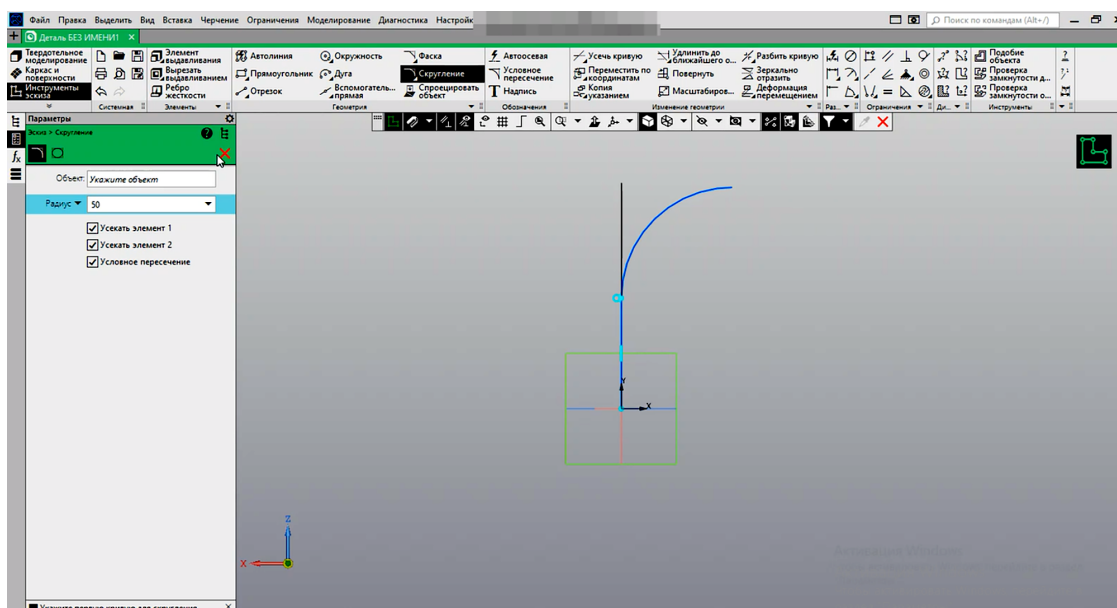 Файл Правка Выделить Вид Вставка Черчение Ограничения Моделирование Диагностика Настройк
Поиск по командам (Alt+/)
Деталь БЕЗ ИМЕНИ1
Твердотельное моделирование
Каркас и поверхности
Инструменты эскиза
Системная
Элемент выдавливания
Вырезать выдавливанием
Ребро жесткости
Элементы
Автолиния
Прямоугольник
Отрезок
Окружность
Дуга
Вспомогатель... прямая
Фаска
Скругление
Спроецировать объект
Геометрия
Автоосевая
Условное пересечение
Надпись
Обозначения
Усечь кривую
Переместить по координатам
Копия указанием
Удлинить до ближайшего о...
Повернуть
Масштабиров...
Разбить кривую
Зеркально отразить
Деформация перемещением
Изменение геометрии
Раз...
Ограничения
Ди...
Подобие объекта
Проверка замкнутости д...
Проверка замкнутости о...
Инструменты
Параметры
Эскиз > Скругление
Объект: Укажите объект
Радиус 50
Усекать элемент 1
Усекать элемент 2
Условное пересечение
Y
X
Z
X
Активация Windows
Укажите первую кривую для скругления